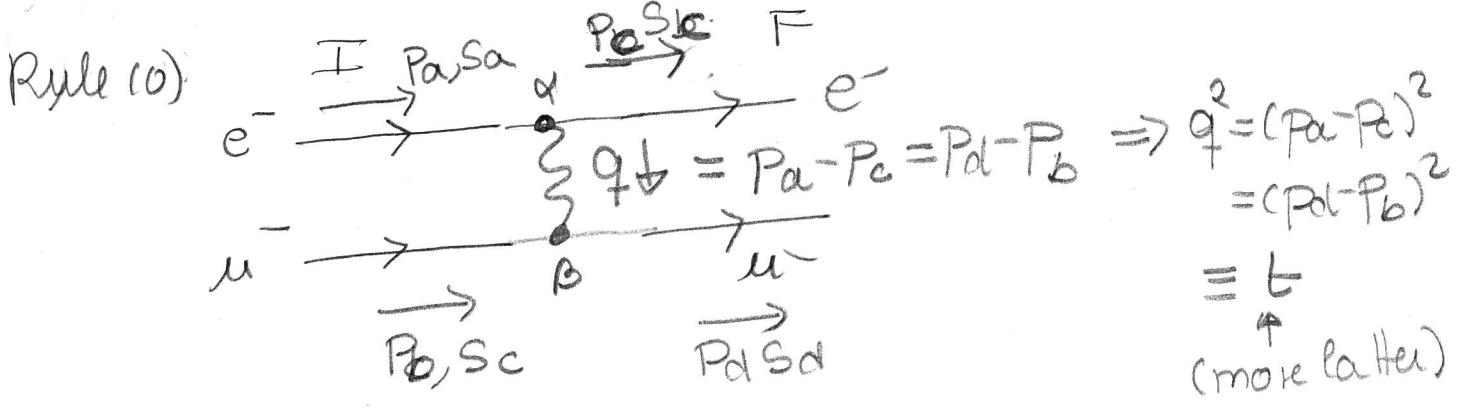 Rule (0)
I Pa, Sa α Pc Sc F
e⁻ e⁻
q↓ = Pa - Pc = Pd - Pb ⇒ q² = (Pa - Pc)²
= (Pd - Pb)²
μ⁻ β μ⁻
≡ t
↑
Pb, Sc Pd Sd
(more latter)